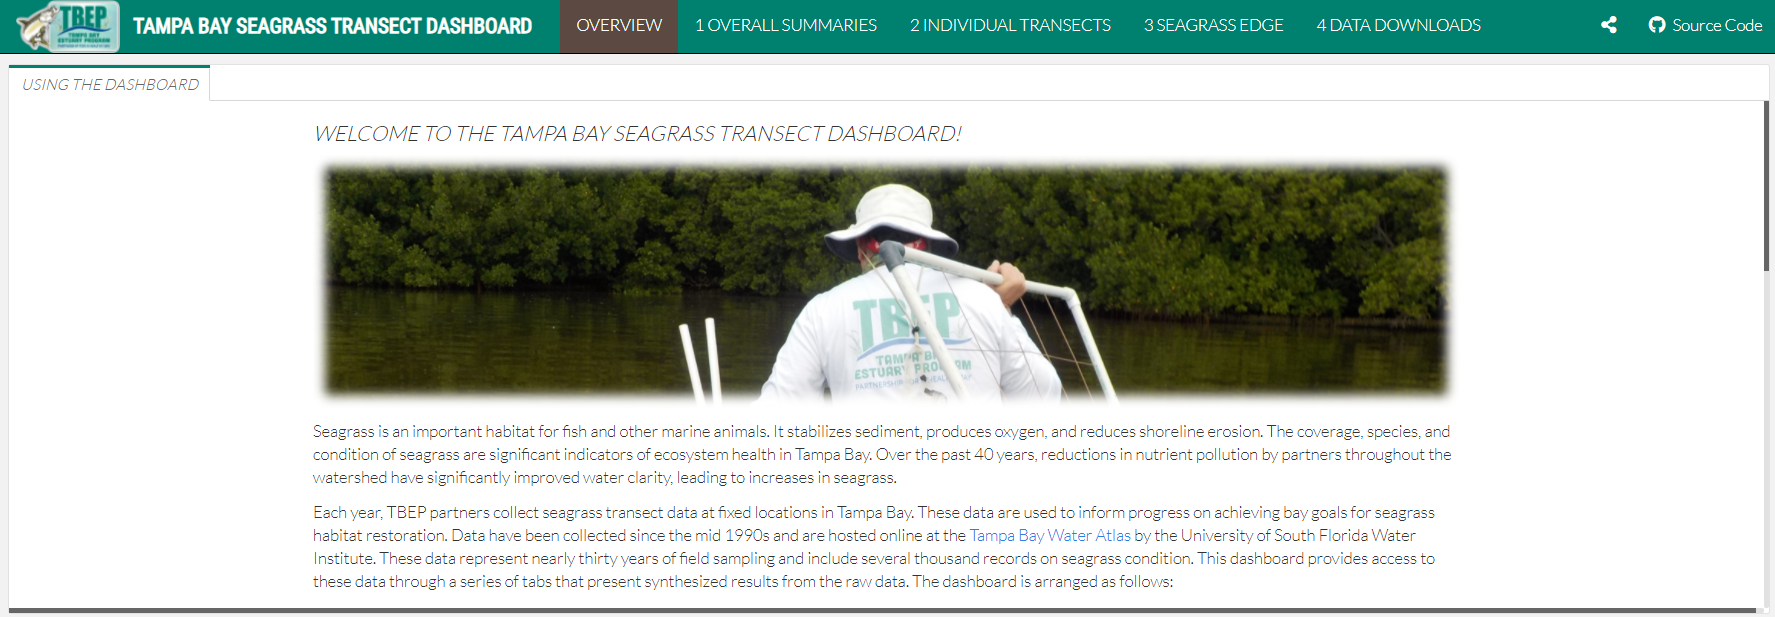 TBEP
TAMPA BAY
ESTUARY PROGRAM
TAMPA BAY SEAGRASS TRANSECT DASHBOARD
OVERVIEW
1 OVERALL SUMMARIES
2 INDIVIDUAL TRANSECTS
3 SEAGRASS EDGE
4 DATA DOWNLOADS
Source Code
USING THE DASHBOARD
WELCOME TO THE TAMPA BAY SEAGRASS TRANSECT DASHBOARD!
TBEP
TAMPA BAY
ESTUARY PROGRAM
Seagrass is an important habitat for fish and other marine animals. It stabilizes sediment, produces oxygen, and reduces shoreline erosion. The coverage, species, and
condition of seagrass are significant indicators of ecosystem health in Tampa Bay. Over the past 40 years, reductions in nutrient pollution by partners throughout the
watershed have significantly improved water clarity, leading to increases in seagrass.
Each year, TBEP partners collect seagrass transect data at fixed locations in Tampa Bay. These data are used to inform progress on achieving bay goals for seagrass
habitat restoration. Data have been collected since the mid 1990s and are hosted online at the Tampa Bay Water Atlas by the University of South Florida Water
Institute. These data represent nearly thirty years of field sampling and include several thousand records on seagrass condition. This dashboard provides access to
these data through a series of tabs that present synthesized results from the raw data. The dashboard is arranged as follows: